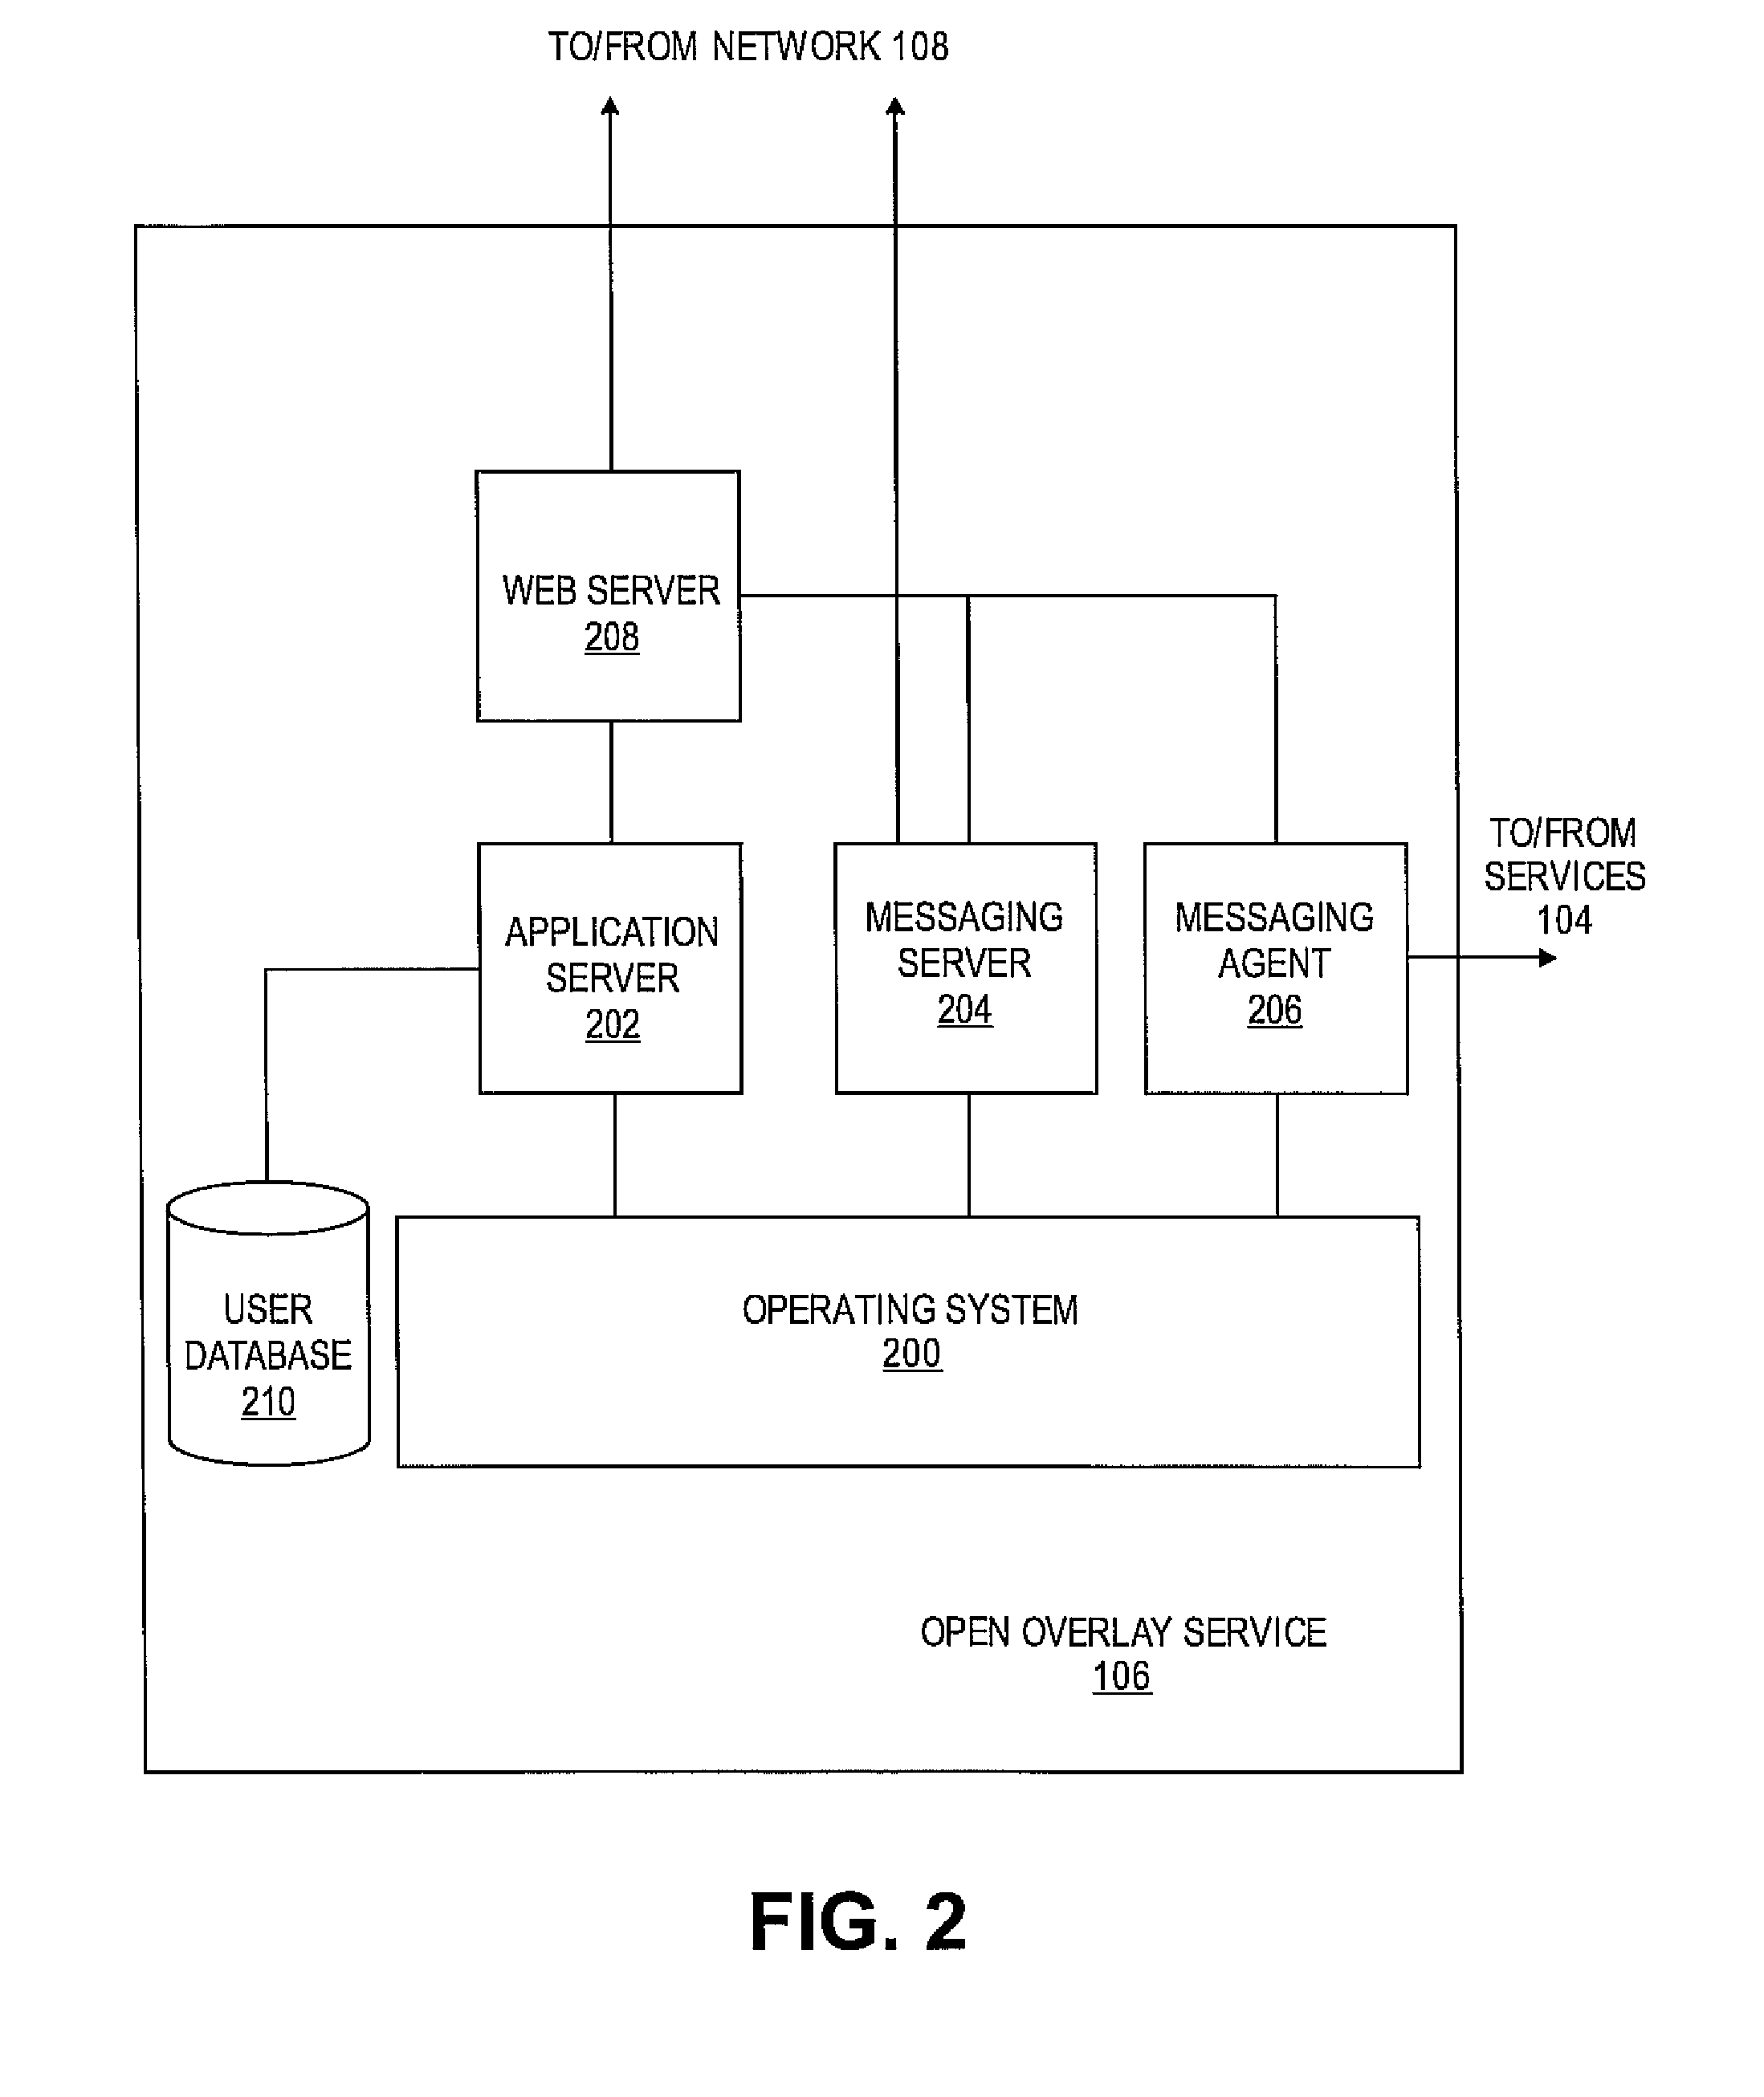 TO/FROM NETWORK 108
WEB SERVER
208
TO/FROM
SERVICES
104
APPLICATION
SERVER
202
MESSAGING
SERVER
204
MESSAGING
AGENT
206
USER
DATABASE
210
OPERATING SYSTEM
200
OPEN OVERLAY SERVICE
106
FIG. 2